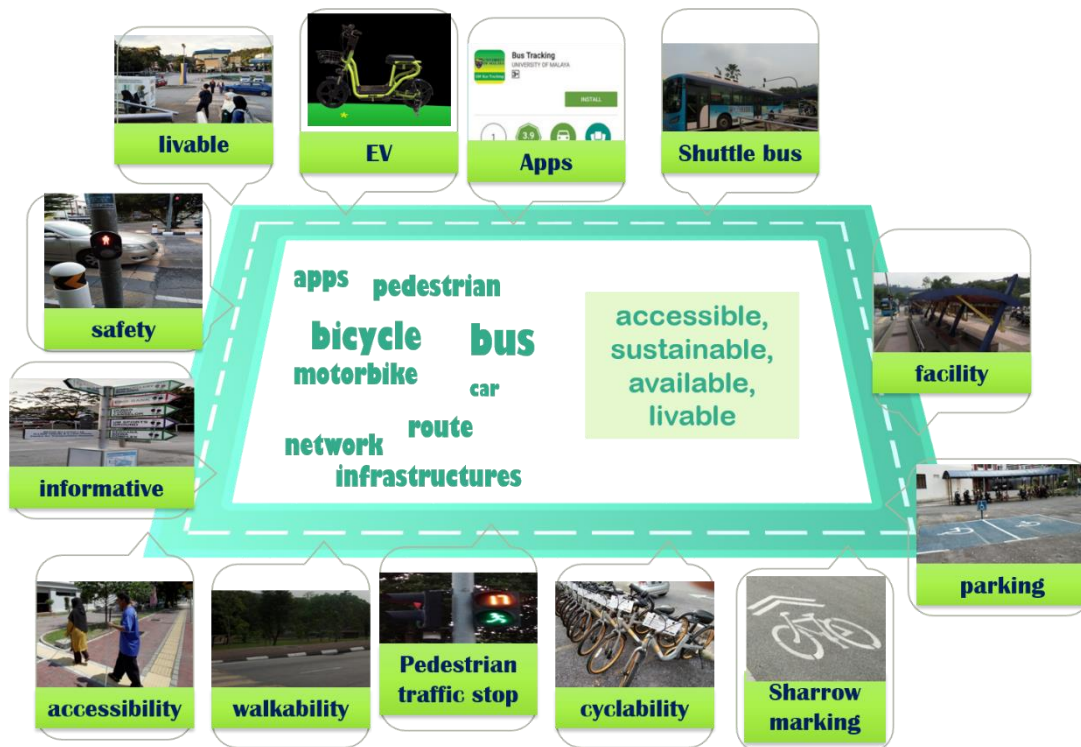 livable
EV
Bus Tracking
UNIVERSITY OF MALAYA
INSTALL
1
3.9
Apps
Shuttle bus
safety
apps
pedestrian
bicycle
bus
motorbike
car
route
network
infrastructures
accessible,
sustainable,
available,
livable
facility
informative
parking
accessibility
walkability
Pedestrian
traffic stop
cyclability
Sharrow
marking